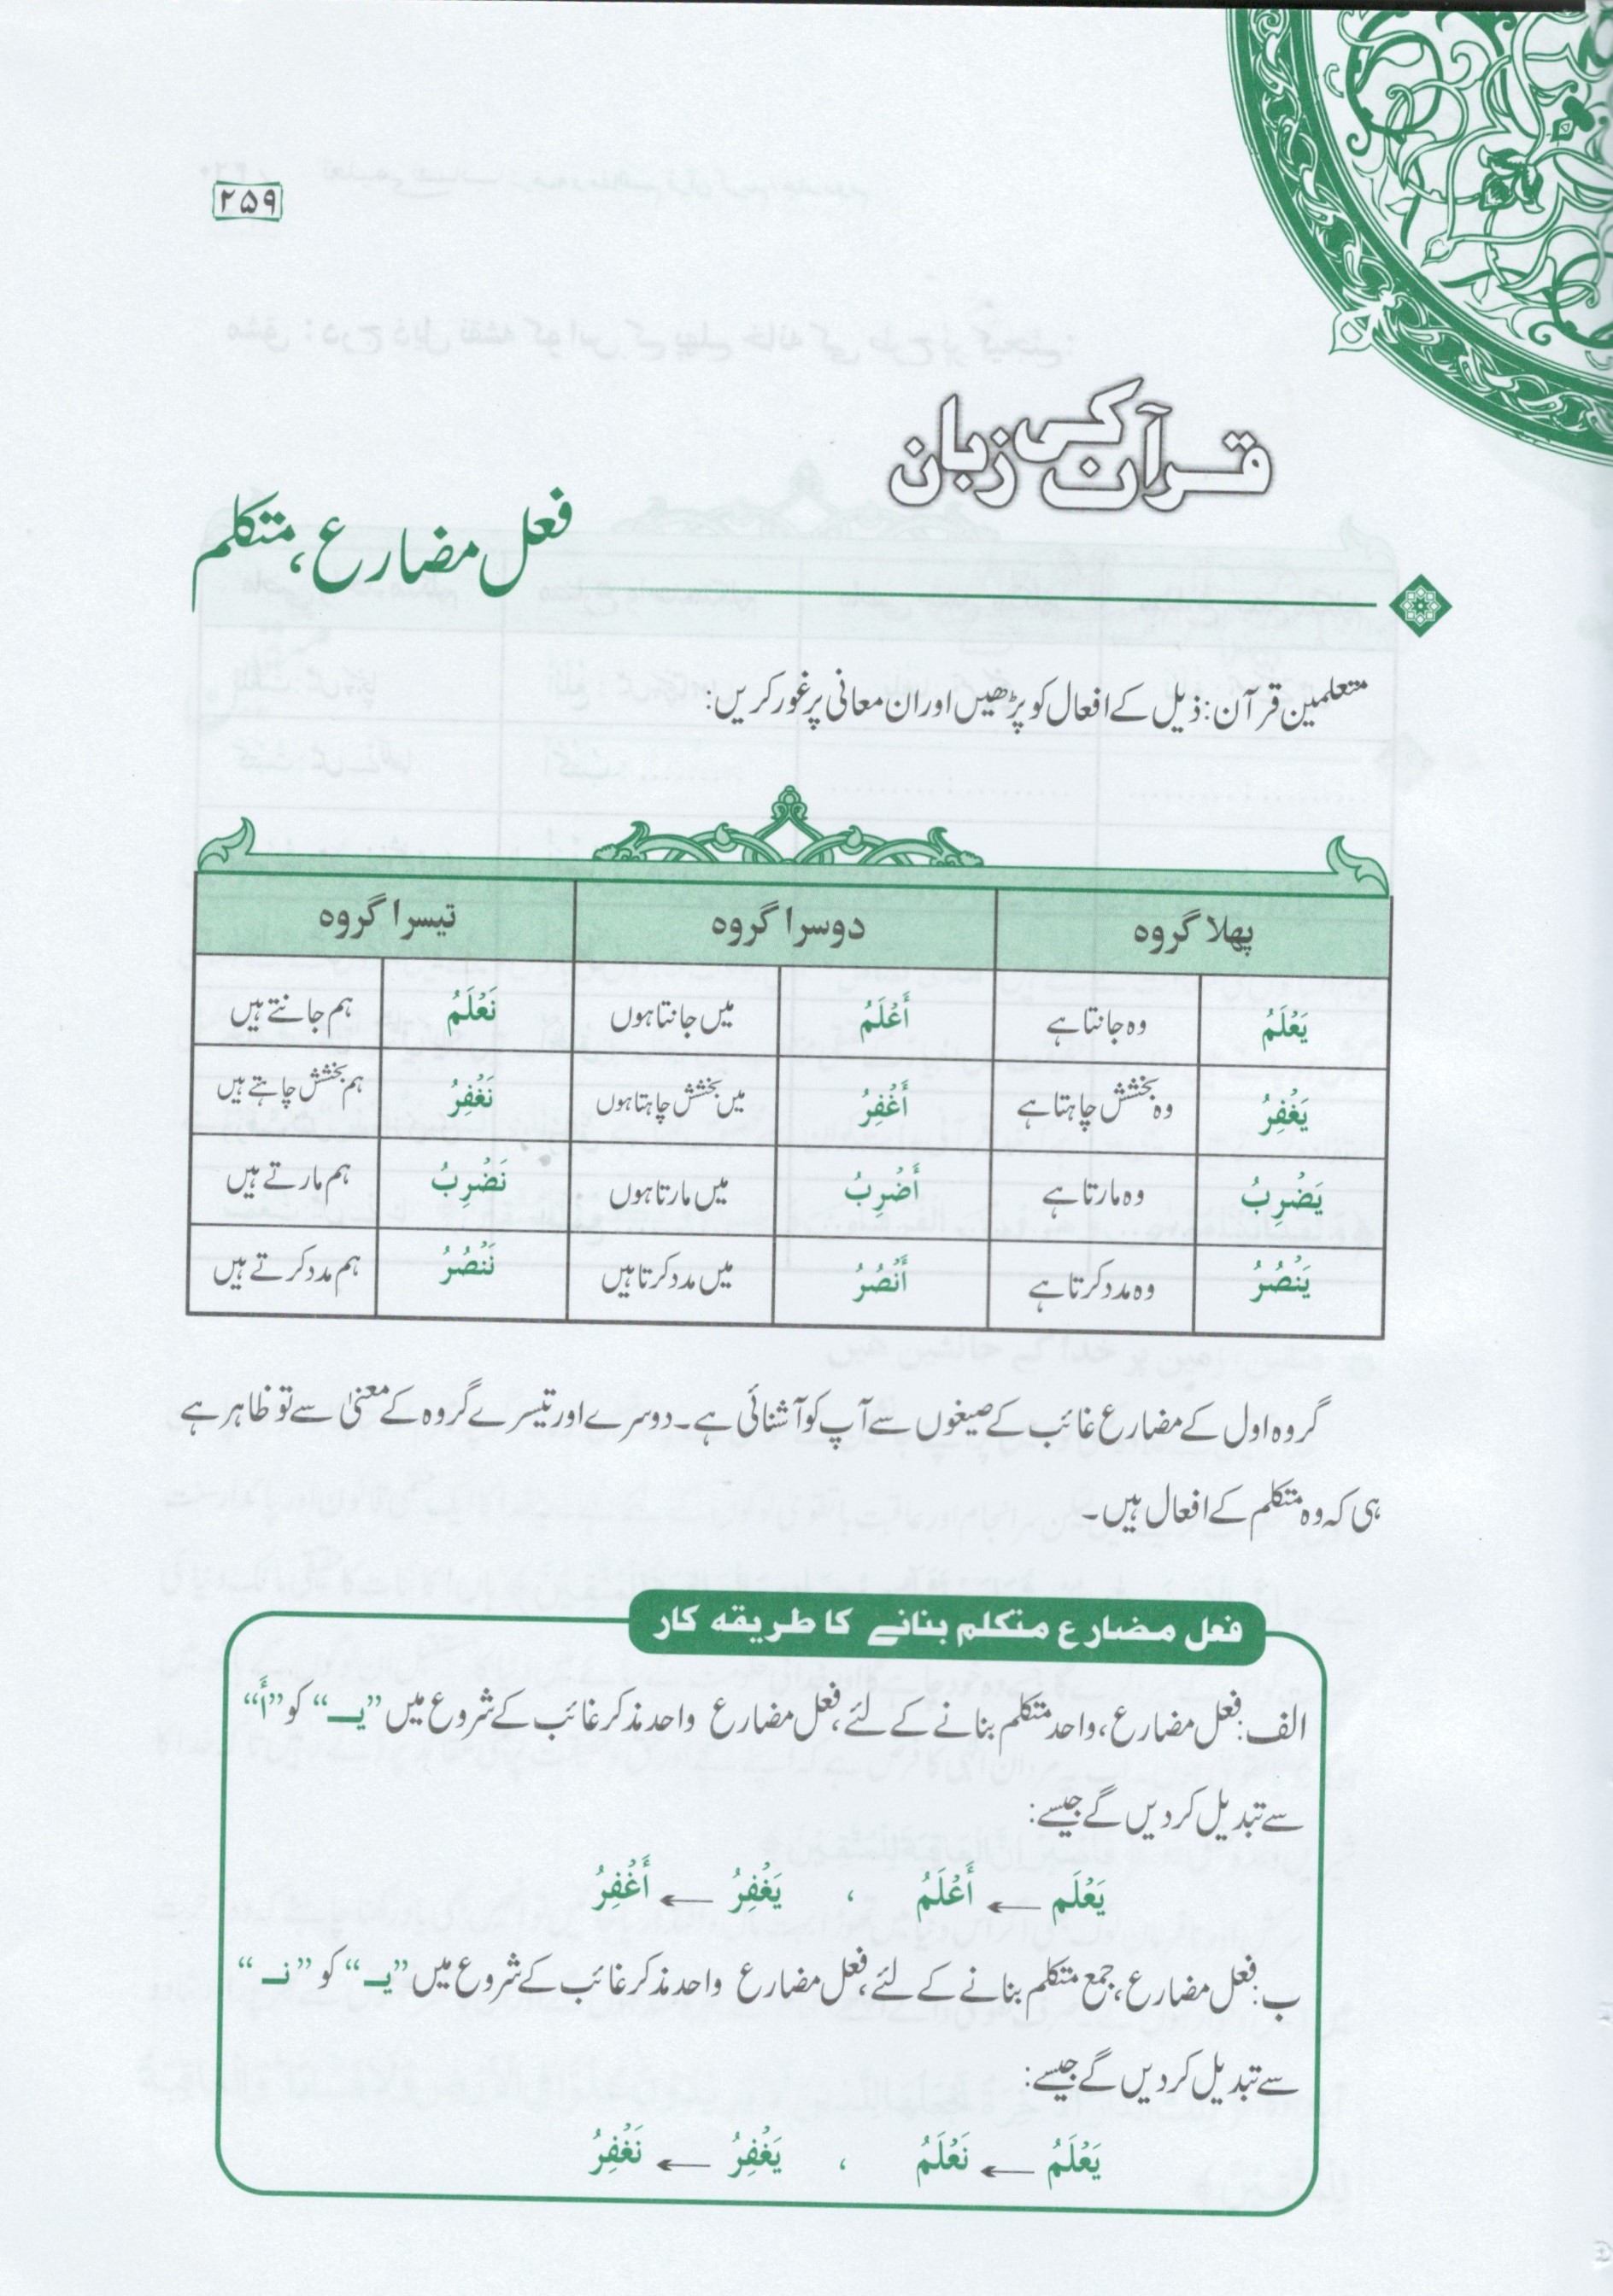 ۲۵۹
قرآن کی زبان
فعل مضارع، متکلم
متعلمین قرآن: ذیل کے افعال کو پڑھیں اور ان معانی پر غور کریں:
پہلا گروہ دوسرا گروہ تیسرا گروہ
يَعْلَمُ وہ جانتا ہے أَعْلَمُ میں جانتا ہوں نَعْلَمُ ہم جانتے ہیں
يَغْفِرُ وہ بخشش چاہتا ہے أَغْفِرُ میں بخشش چاہتا ہوں نَغْفِرُ ہم بخشش چاہتے ہیں
يَضْرِبُ وہ مارتا ہے أَضْرِبُ میں مارتا ہوں نَضْرِبُ ہم مارتے ہیں
يَنْصُرُ وہ مدد کرتا ہے أَنْصُرُ میں مدد کرتا ہیں نَنْصُرُ ہم مدد کرتے ہیں
گروہ اول کے مضارع غائب کے صیغوں سے آپ کو آشنائی ہے۔ دوسرے اور تیسرے گروہ کے معنیٰ سے تو ظاہر ہے
ہی کہ وہ متکلم کے افعال ہیں۔
فعل مضارع متکلم بنانے کا طریقہ کار
الف: فعل مضارع، واحد متکلم بنانے کے لئے، فعل مضارع واحد مذکر غائب کے شروع میں ”یـ“ کو ”أَ“
سے تبدیل کردیں گے جیسے:
يَعْلَم ← أَعْلَمُ ، يَغْفِرُ ← أَغْفِرُ
ب: فعل مضارع، جمع متکلم بنانے کے لئے، فعل مضارع واحد مذکر غائب کے شروع میں ”یـ“ کو ”نـ“
سے تبدیل کردیں گے جیسے:
يَعْلَمُ ← نَعْلَمُ ، يَغْفِرُ ← نَغْفِرُ